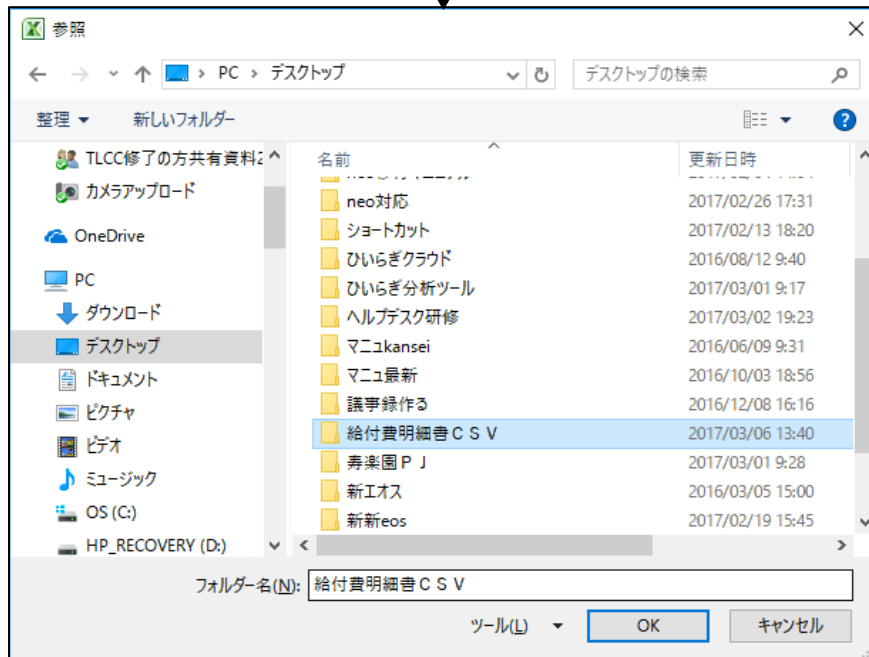 参照
PC > デスクトップ
デスクトップの検索
整理
新しいフォルダー
TLCC修了の方共有資料2
カメラアップロード
OneDrive
PC
ダウンロード
デスクトップ
ドキュメント
ピクチャ
ビデオ
ミュージック
OS (C:)
HP_RECOVERY (D:)
名前 更新日時
neo対応 2017/02/26 17:31
ショートカット 2017/02/13 18:20
ひいらぎクラウド 2016/08/12 9:40
ひいらぎ分析ツール 2017/03/01 9:17
ヘルプデスク研修 2017/03/02 19:23
マニュkansei 2016/06/09 9:31
マニュ最新 2016/10/03 18:56
議事録作る 2016/12/08 16:16
給付費明細書ＣＳＶ 2017/03/06 13:40
寿楽園ＰＪ 2017/03/01 9:28
新エオス 2016/03/05 15:00
新新eos 2017/02/19 15:45
フォルダー名(N): 給付費明細書ＣＳＶ
ツール(L) OK キャンセル